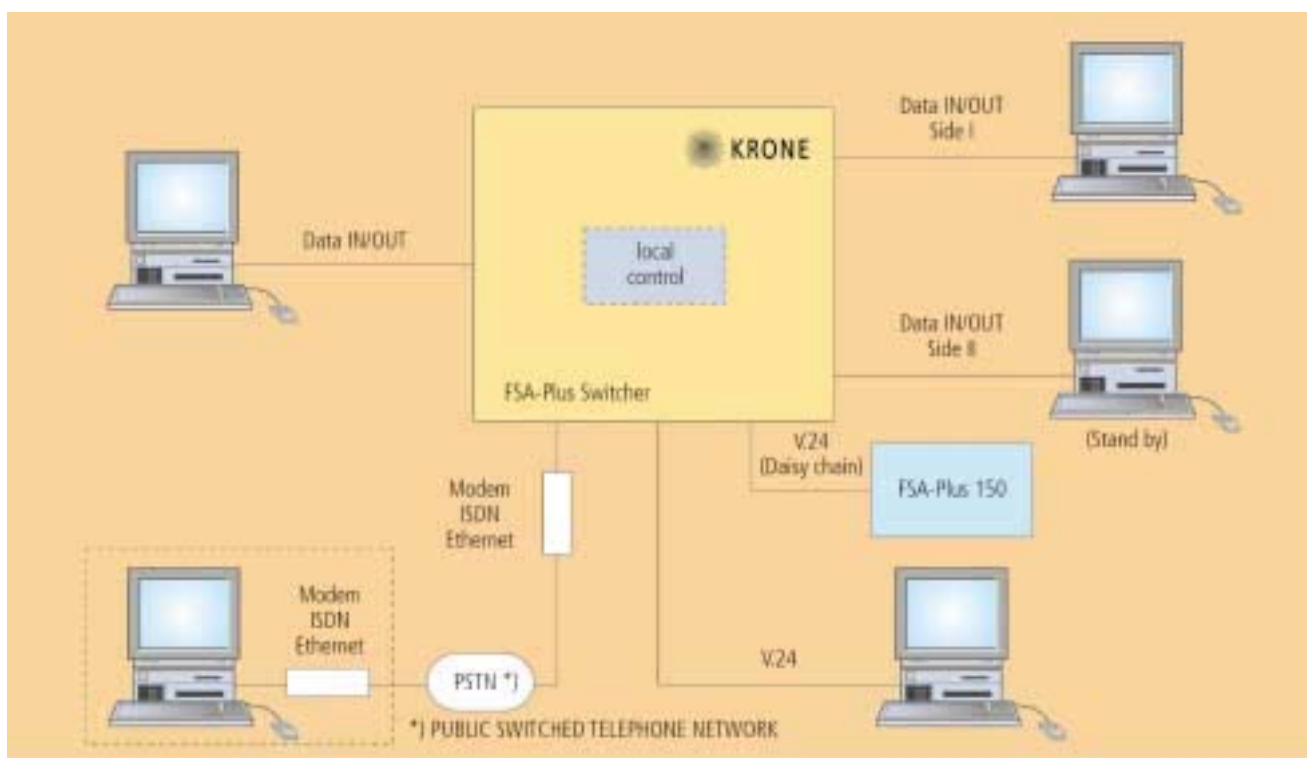 KRONE
Data IN/OUT
Side I
Data IN/OUT
local
control
Data IN/OUT
Side II
FSA-Plus Switcher
(Stand by)
V.24
(Daisy chain)
FSA-Plus 150
Modem
ISDN
Ethernet
Modem
ISDN
Ethernet
V.24
PSTN *)
*) PUBLIC SWITCHED TELEPHONE NETWORK